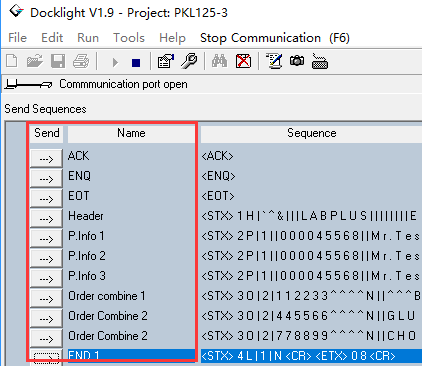 Docklight V1.9 - Project: PKL125-3
File Edit Run Tools Help Stop Communication (F6)
Commmunication port open
Send Sequences
Send Name Sequence
---> ACK <ACK>
---> ENQ <ENQ>
---> EOT <EOT>
---> Header <STX> 1 H | ` ^ & | | | L A B P L U S | | | | | | | | E
---> P.Info 1 <STX> 2 P | 1 | | 0 0 0 0 4 5 5 6 8 | | M r . T e s
---> P.Info 2 <STX> 2 P | 1 | | 0 0 0 0 4 5 5 6 8 | | M r . T e s
---> P.Info 3 <STX> 2 P | 1 | | 0 0 0 0 4 5 5 6 8 | | M r . T e s
---> Order combine 1 <STX> 3 O | 2 | 1 1 2 2 3 3 ^ ^ ^ ^ N | | ^ ^ ^ B
---> Order Combine 2 <STX> 3 O | 2 | 4 4 5 5 6 6 ^ ^ ^ ^ N | | G L U
---> Order Combine 2 <STX> 3 O | 2 | 7 7 8 8 9 9 ^ ^ ^ ^ N | | C H O
---> END 1 <STX> 4 L | 1 | N <CR> <ETX> 0 8 <CR>